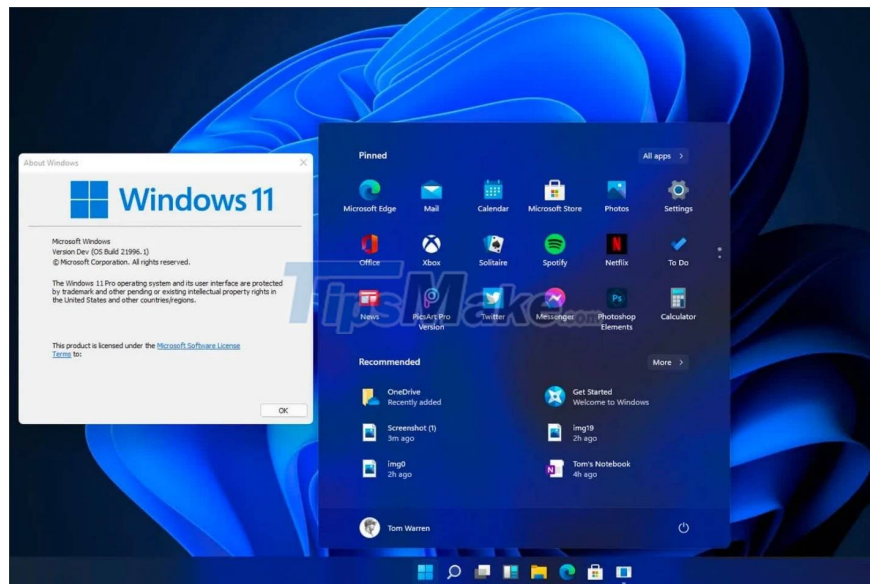 About Windows
Windows 11
Microsoft Windows
Version Dev (OS Build 21996.1)
© Microsoft Corporation. All rights reserved.
The Windows 11 Pro operating system and its user interface are protected
by trademark and other pending or existing intellectual property rights in
the United States and other countries/regions.
This product is licensed under the Microsoft Software License
Terms to:
OK
Pinned
All apps
Microsoft Edge
Mail
Calendar
Microsoft Store
Photos
Settings
Office
Xbox
Solitaire
Spotify
Netflix
To Do
News
PicsArt Pro
Version
Twitter
Messenger
Ps
Photoshop
Elements
Calculator
TipsMake.com
Recommended
More
OneDrive
Recently added
Get Started
Welcome to Windows
Screenshot (1)
3m ago
img19
2h ago
img0
2h ago
Tom's Notebook
4h ago
Tom Warren